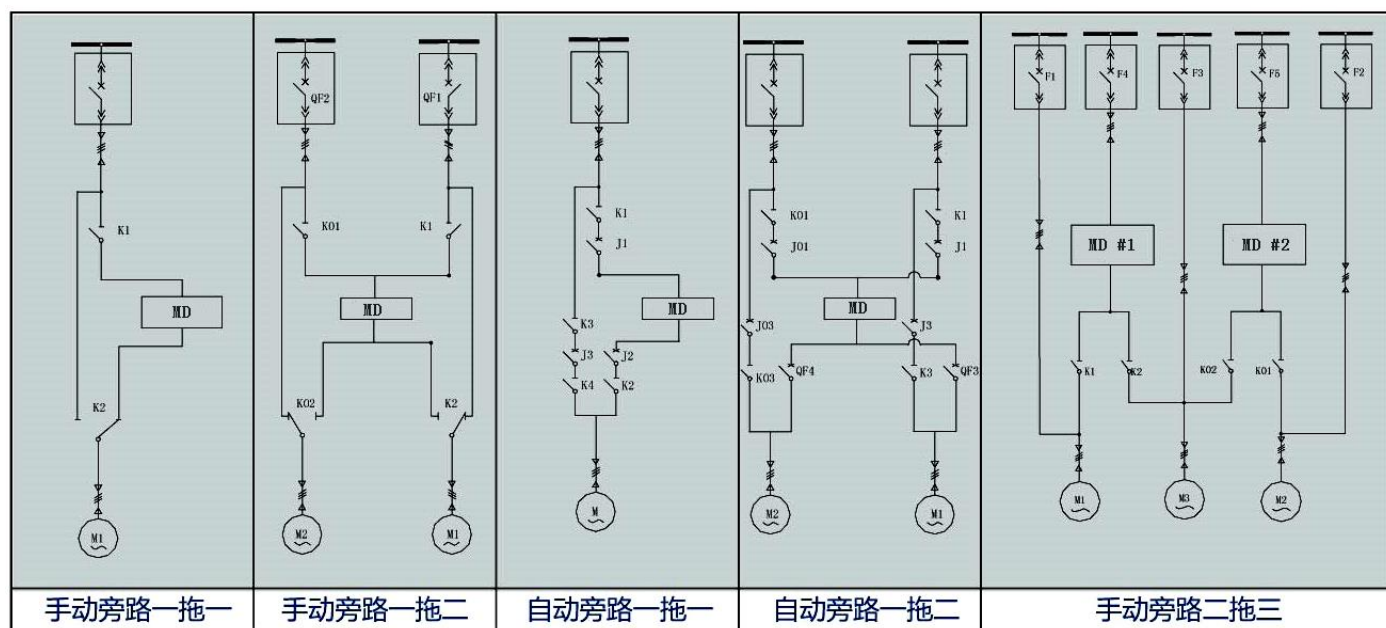 K1
MD
K2
M1
手动旁路一拖一
QF2
QF1
K01
K1
MD
K02
K2
M2
M1
手动旁路一拖二
K1
J1
MD
K3
J3
J2
K4
K2
M
自动旁路一拖一
K01
K1
J01
J1
MD
J03
J3
K03
QF4
K3
QF3
M2
M1
自动旁路一拖二
F1
F4
F3
F5
F2
MD #1
MD #2
K1
K2
K02
K01
M1
M3
M2
手动旁路二拖三